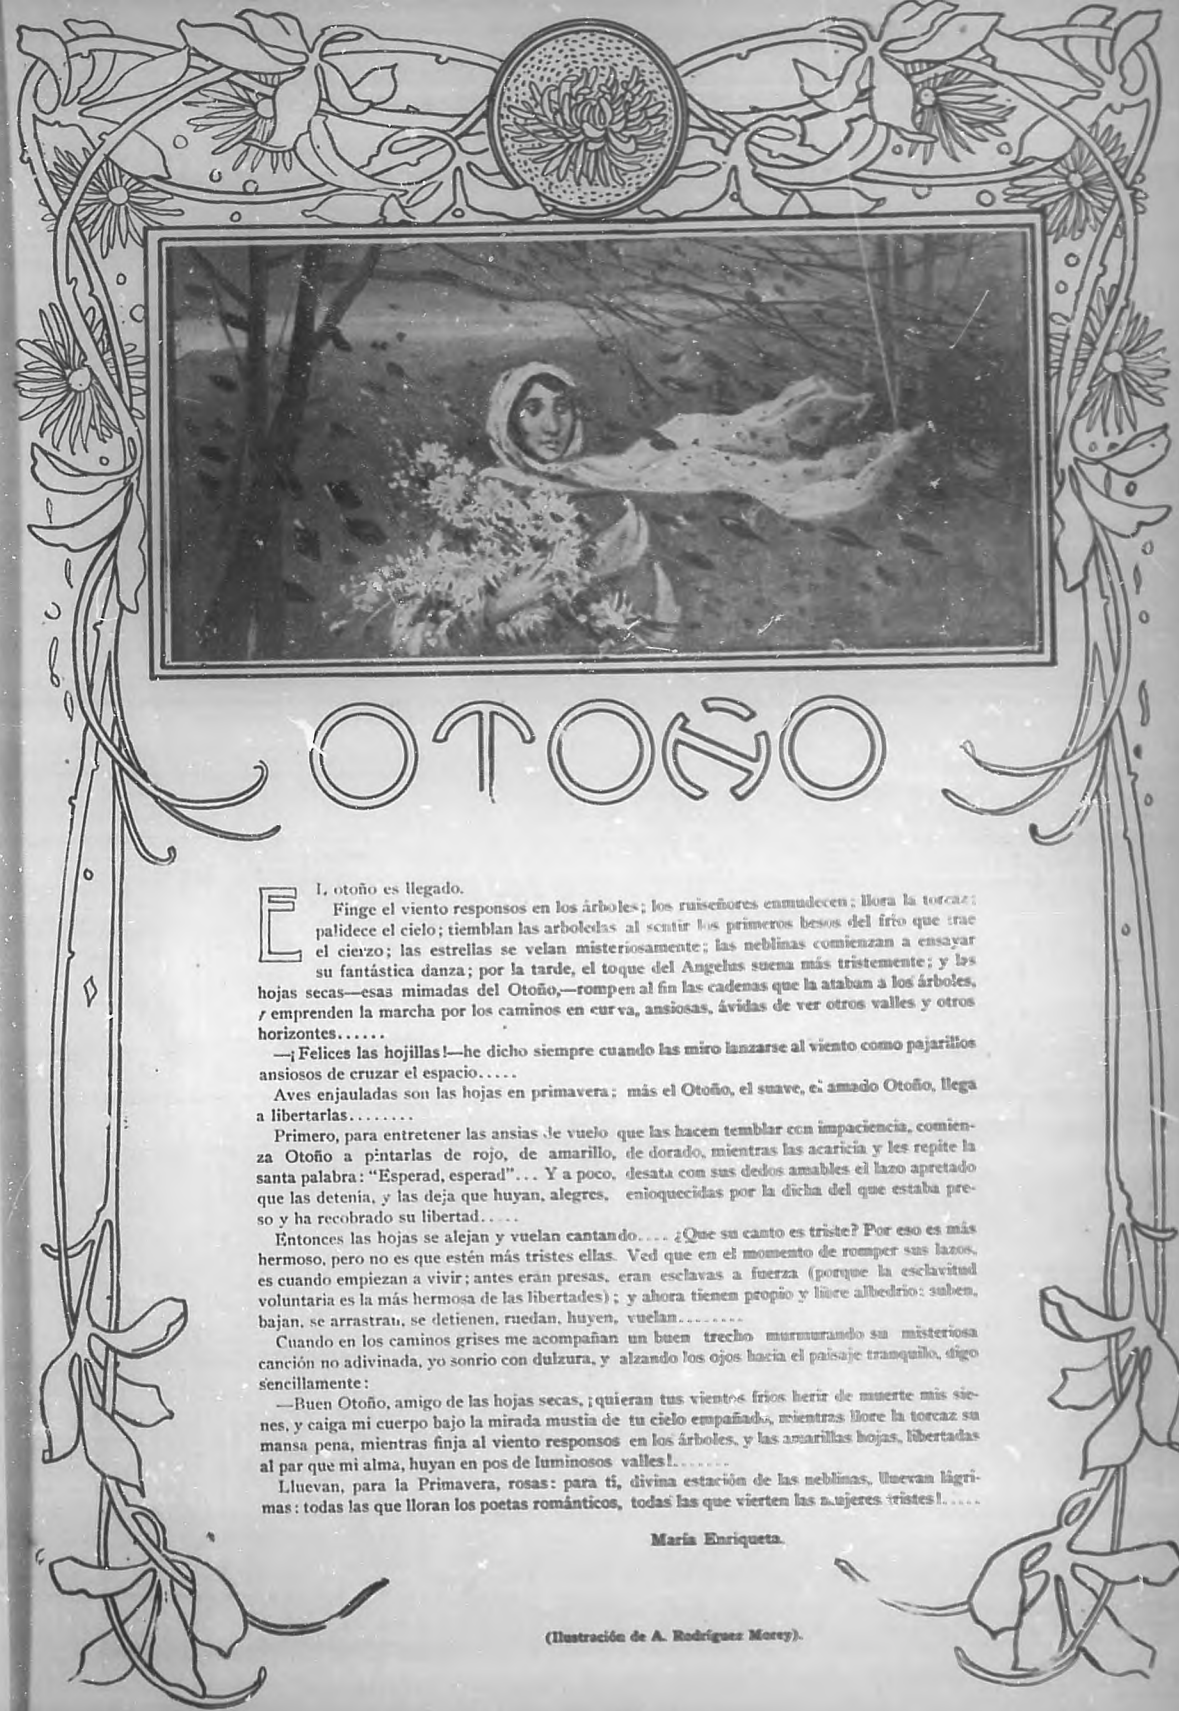 OTOÑO
EL otoño es llegado.
Finge el viento responsos en los árboles; los ruiseñores enmudecen; llora la torcaz;
palidece el cielo; tiemblan las arboledas al sentir los primeros besos del frío que trae
el cierzo; las estrellas se velan misteriosamente; las neblinas comienzan a ensayar
su fantástica danza; por la tarde, el toque del Angelus suena más tristemente; y las
hojas secas—esas mimadas del Otoño,—rompen al fin las cadenas que la ataban a los árboles,
y emprenden la marcha por los caminos en curva, ansiosas, ávidas de ver otros valles y otros
horizontes......
—¡Felices las hojillas!—he dicho siempre cuando las miro lanzarse al viento como pajarillos
ansiosos de cruzar el espacio.....
Aves enjauladas son las hojas en primavera; más el Otoño, el suave, el amado Otoño, llega
a libertarlas........
Primero, para entretener las ansias de vuelo que las hacen temblar con impaciencia, comien-
za Otoño a pintarlas de rojo, de amarillo, de dorado, mientras las acaricia y les repite la
santa palabra: “Esperad, esperad”... Y a poco, desata con sus dedos amables el lazo apretado
que las detenía, y las deja que huyan, alegres, enloquecidas por la dicha del que estaba pre-
so y ha recobrado su libertad.....
Entonces las hojas se alejan y vuelan cantando.... ¿Que su canto es triste? Por eso es más
hermoso, pero no es que estén más tristes ellas. Ved que en el momento de romper sus lazos,
es cuando empiezan a vivir; antes eran presas, eran esclavas a fuerza (porque la esclavitud
voluntaria es la más hermosa de las libertades); y ahora tienen propio y libre albedrío: suben,
bajan, se arrastran, se detienen, ruedan, huyen, vuelan........
Cuando en los caminos grises me acompañan un buen trecho murmurando su misteriosa
canción no adivinada, yo sonrio con dulzura, y alzando los ojos hacia el paisaje tranquilo, digo
sencillamente:
—Buen Otoño, amigo de las hojas secas, ¡quieran tus vientos fríos herir de muerte mis sie-
nes, y caiga mi cuerpo bajo la mirada mustia de tu cielo empañado, mientras llore la torcaz su
mansa pena, mientras finja al viento responsos en los árboles, y las amarillas hojas, libertadas
al par que mi alma, huyan en pos de luminosos valles!.......
Lluevan, para la Primavera, rosas: para ti, divina estación de las neblinas, lluevan lágri-
mas: todas las que lloran los poetas románticos, todas las que vierten las mujeres tristes!.....
María Enriqueta.
(Ilustración de A. Rodríguez Morey).